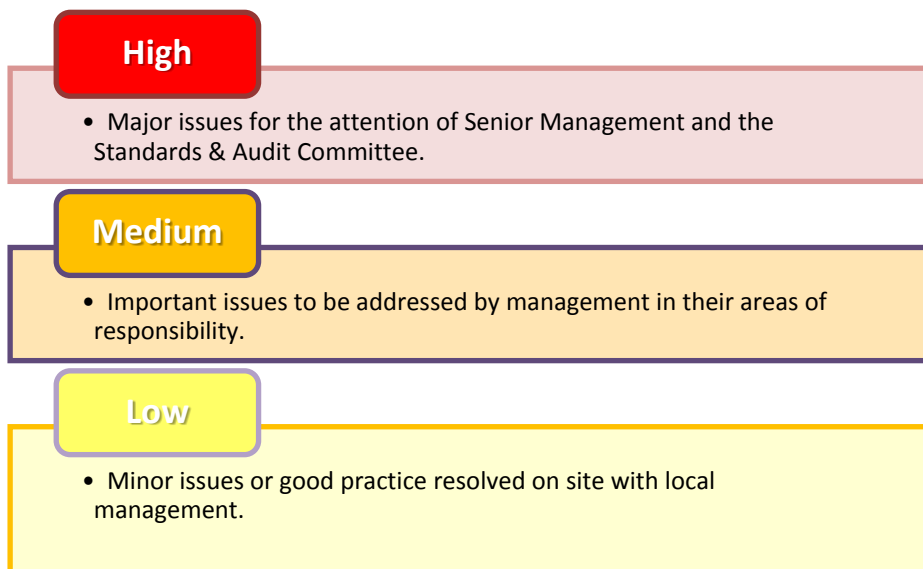 High
• Major issues for the attention of Senior Management and the
Standards & Audit Committee.
Medium
• Important issues to be addressed by management in their areas of
responsibility.
Low
• Minor issues or good practice resolved on site with local
management.